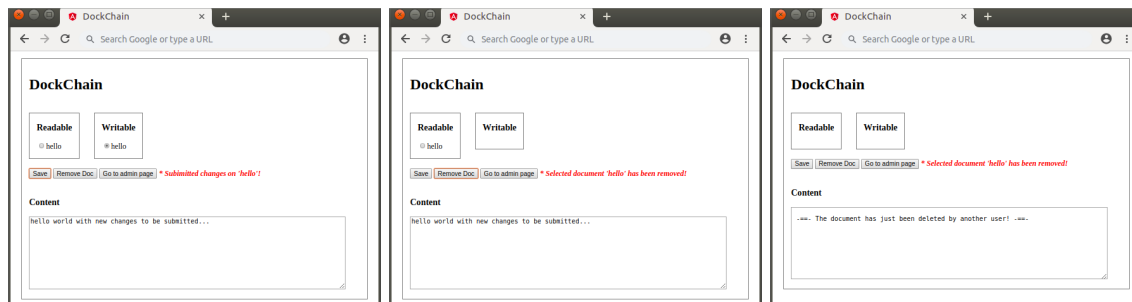 DockChain × +
Search Google or type a URL
DockChain
Readable Writable
hello hello
Save Remove Doc Go to admin page * Subimitted changes on 'hello'!
Content
hello world with new changes to be submitted...
DockChain × +
Search Google or type a URL
DockChain
Readable Writable
hello
Save Remove Doc Go to admin page * Selected document 'hello' has been removed!
Content
hello world with new changes to be submitted...
DockChain × +
Search Google or type a URL
DockChain
Readable Writable
Save Remove Doc Go to admin page * Selected document 'hello' has been removed!
Content
-==- The document has just been deleted by another user! -==-